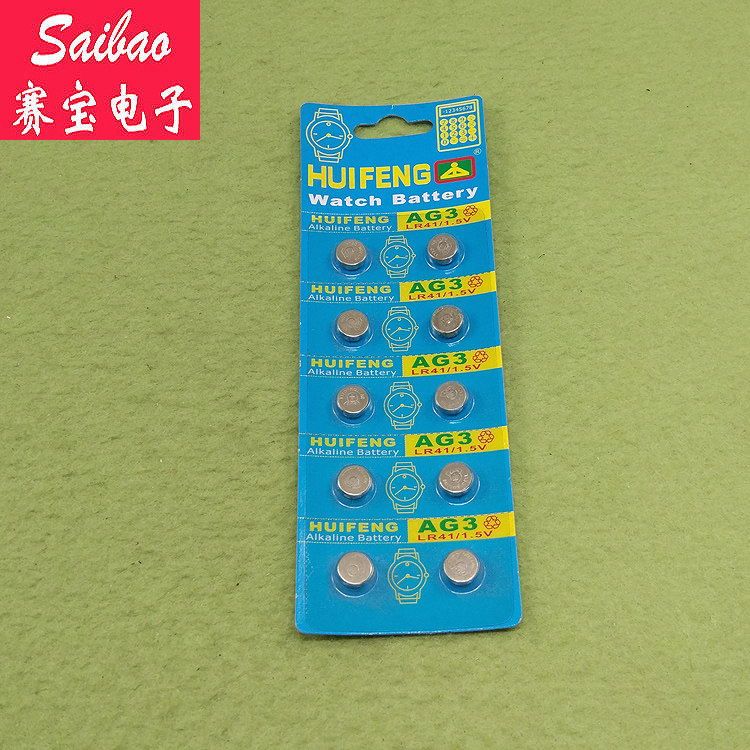 Saibao
赛宝电子
12345678
HUIFENG
®
Watch Battery
HUIFENG AG3
Alkaline Battery LR41/1.5V
HUIFENG AG3
Alkaline Battery LR41/1.5V
HUIFENG AG3
Alkaline Battery LR41/1.5V
HUIFENG AG3
Alkaline Battery LR41/1.5V
HUIFENG AG3
Alkaline Battery LR41/1.5V